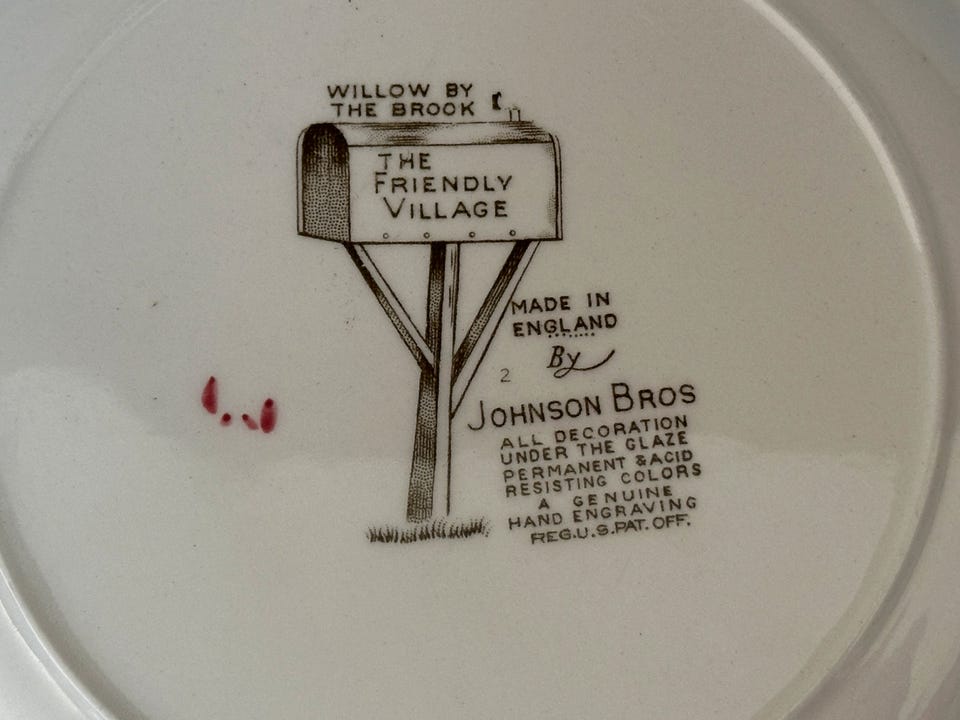 WILLOW BY
THE BROOK
THE
FRIENDLY
VILLAGE
MADE IN
ENGLAND
By
2
JOHNSON BROS
ALL DECORATION
UNDER THE GLAZE
PERMANENT & ACID
RESISTING COLORS
A GENUINE
HAND ENGRAVING
REG.U.S.PAT.OFF.